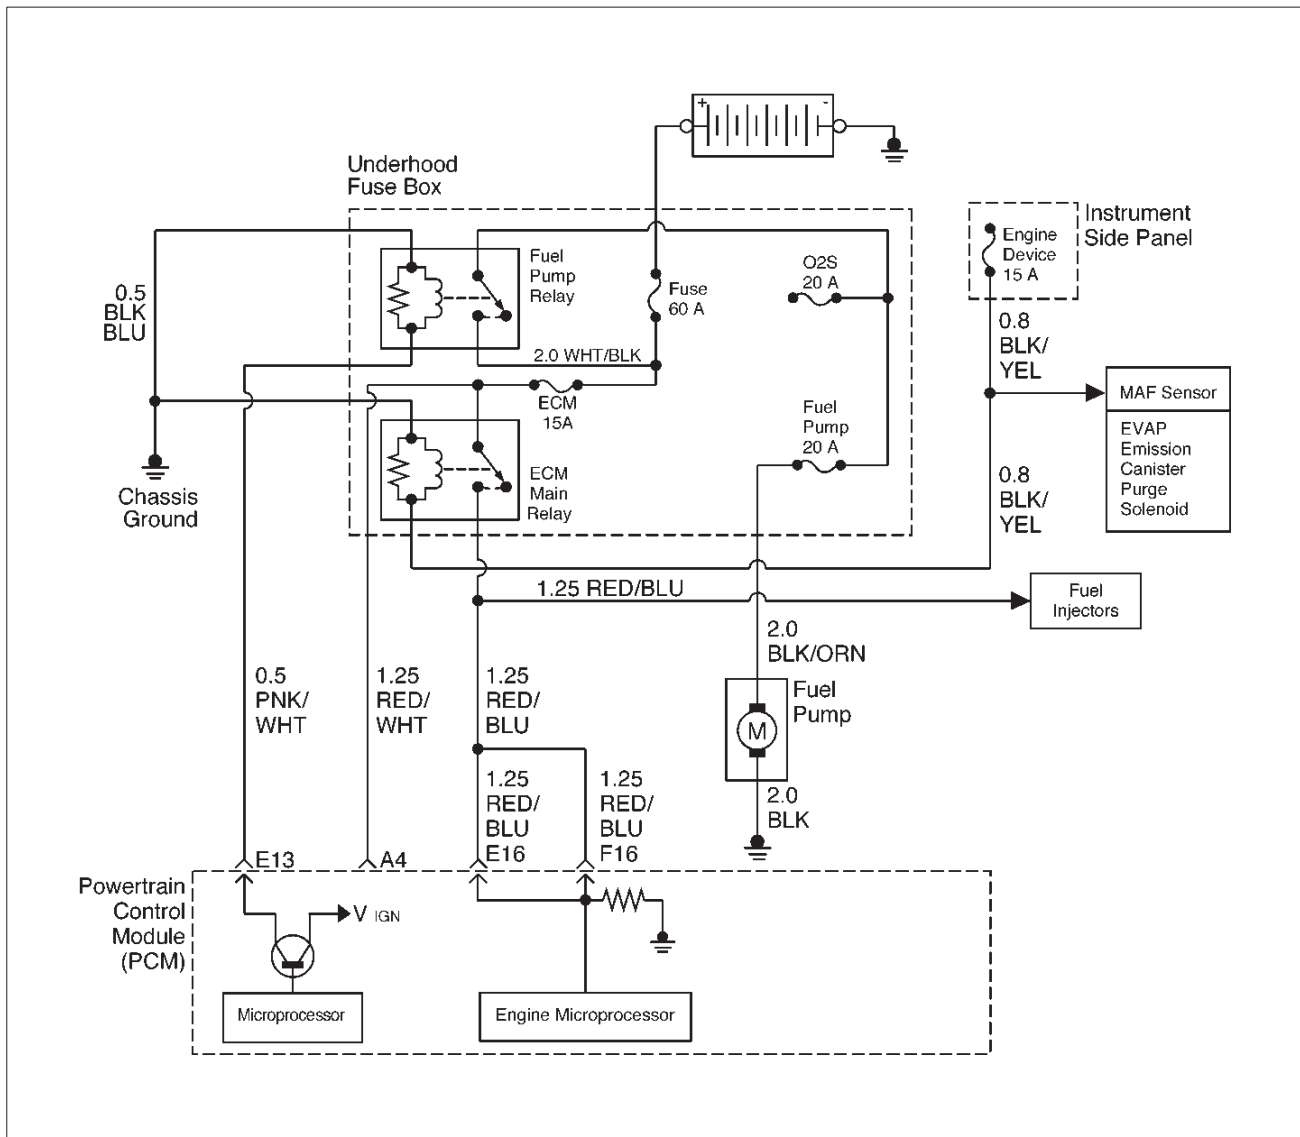 +
-
Underhood
Fuse Box
Instrument
Side Panel
Fuel
Pump
Relay
Fuse
60 A
O2S
20 A
Engine
Device
15 A
0.5
BLK
BLU
0.8
BLK/
YEL
2.0 WHT/BLK
ECM
15A
MAF Sensor
EVAP
Emission
Canister
Purge
Solenoid
Fuel
Pump
20 A
ECM
Main
Relay
Chassis
Ground
0.8
BLK/
YEL
1.25 RED/BLU
Fuel
Injectors
2.0
BLK/ORN
0.5
PNK/
WHT
1.25
RED/
WHT
1.25
RED/
BLU
Fuel
Pump
M
1.25
RED/
BLU
1.25
RED/
BLU
2.0
BLK
E13
A4
E16
F16
Powertrain
Control
Module
(PCM)
V IGN
Microprocessor
Engine Microprocessor